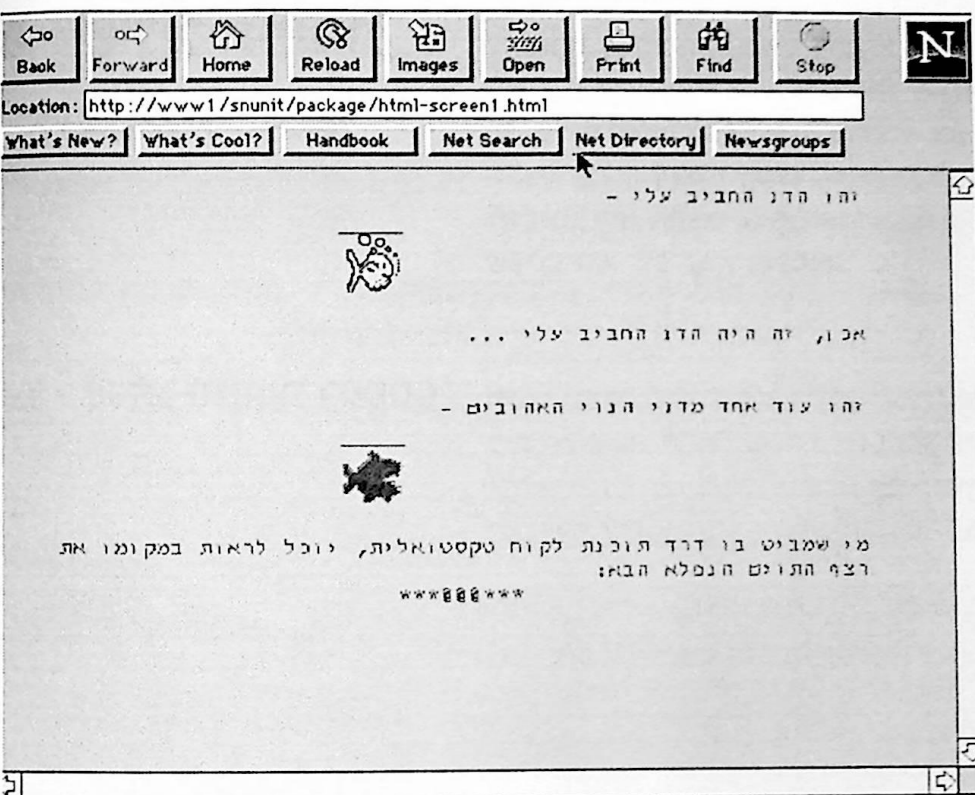 Back Forward Home Reload Images Open Print Find Stop N
Location: http://www1/snunit/package/html-screen1.html
What's New? What's Cool? Handbook Net Search Net Directory Newsgroups
זהו הדג החביב עלי -
אכן, זה היה הדג החביב עלי ...
זהו עוד אחד מדגי הנוי האהובים -
מי שמביט בו דרך תוכנת לקוח טקסטואלית, יוכל לראות במקומו את
רצף התוים הנפלא הבא:
***@@@***